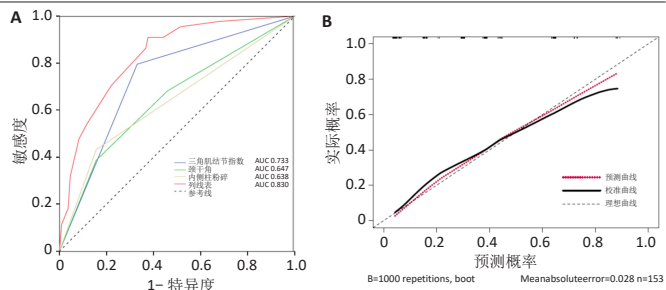 A
敏感度
1.0
0.8
0.6
0.4
0.2
0
0
0.2
0.4
0.6
0.8
1.0
1– 特异度
三角肌结节指数 AUC 0.733
颈干角 AUC 0.647
内侧柱粉碎 AUC 0.638
列线表 AUC 0.830
参考线
B
实际概率
1.0
0.8
0.6
0.4
0.2
0
0
0.2
0.4
0.6
0.8
1.0
预测概率
预测曲线
校准曲线
理想曲线
B=1000 repetitions, boot Meanabsoluteerror=0.028 n=153